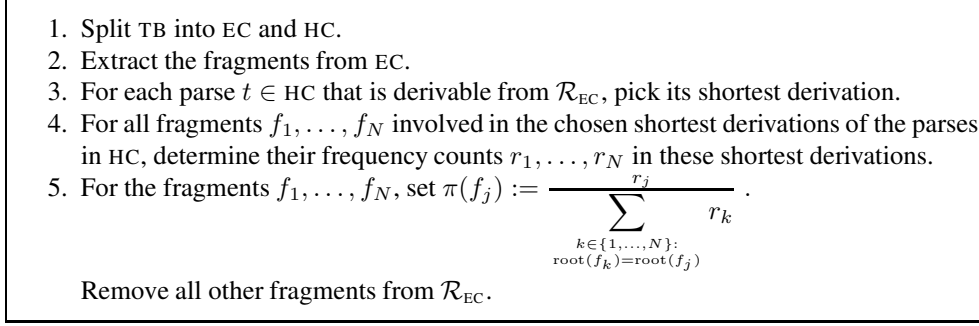 1. Split TB into EC and HC.
2. Extract the fragments from EC.
3. For each parse t ∈ HC that is derivable from ℛ_EC, pick its shortest derivation.
4. For all fragments f_1, …, f_N involved in the chosen shortest derivations of the parses
in HC, determine their frequency counts r_1, …, r_N in these shortest derivations.
5. For the fragments f_1, …, f_N, set π(f_j) := r_j / ∑_{k∈{1,…,N}: root(f_k)=root(f_j)} r_k .
Remove all other fragments from ℛ_EC.